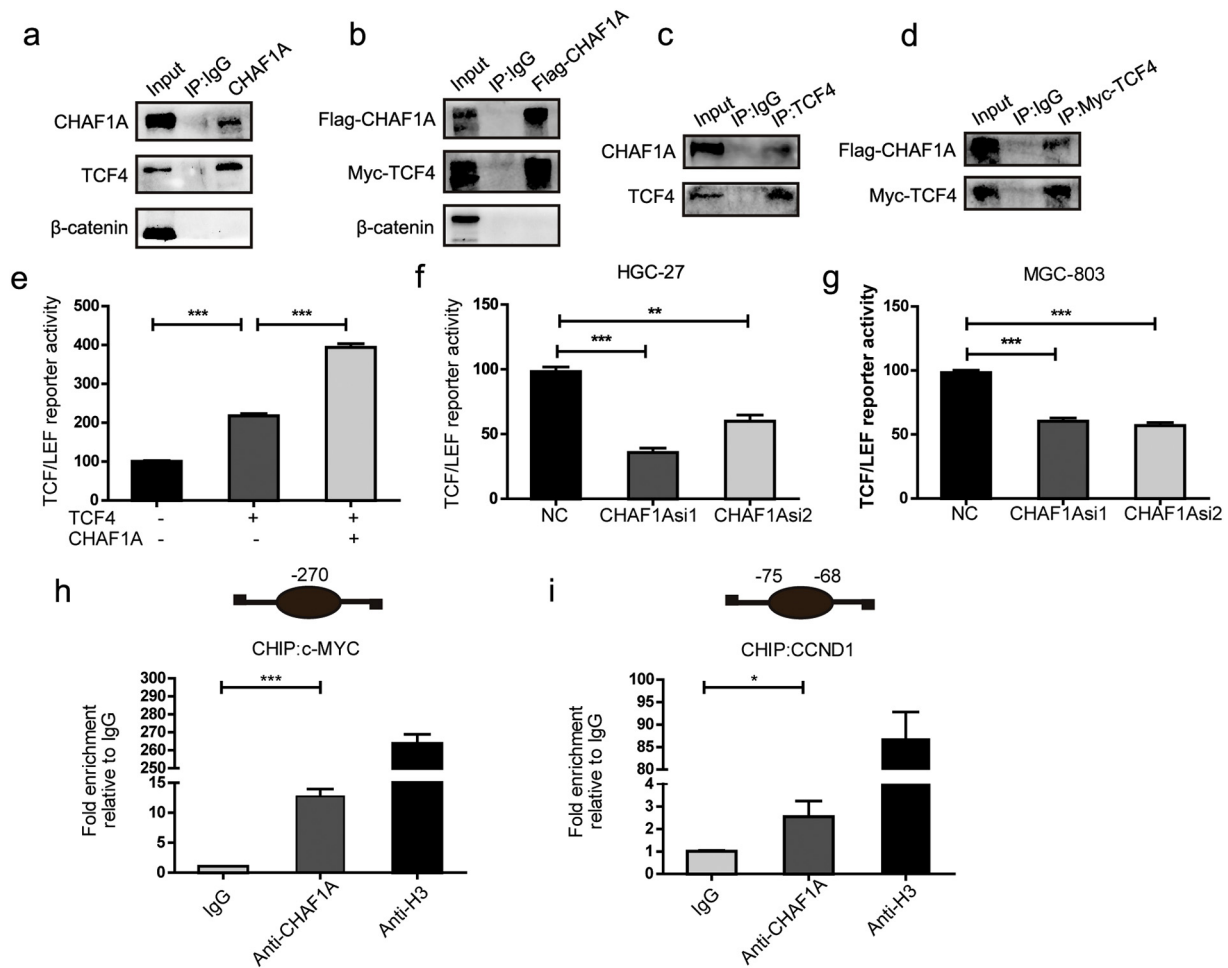 a
Input
IP:IgG
CHAF1A
CHAF1A
TCF4
β-catenin
b
Input
IP:IgG
Flag-CHAF1A
Flag-CHAF1A
Myc-TCF4
β-catenin
c
Input
IP:IgG
IP:TCF4
CHAF1A
TCF4
d
Input
IP:IgG
IP:Myc-TCF4
Flag-CHAF1A
Myc-TCF4
e
TCF/LEF reporter activity
500
400
300
200
100
0
*** ***
TCF4 - + +
CHAF1A - - +
f
HGC-27
TCF/LEF reporter activity
150
100
50
0
**
***
NC CHAF1Asi1 CHAF1Asi2
g
MGC-803
TCF/LEF reporter activity
150
100
50
0
***
***
NC CHAF1Asi1 CHAF1Asi2
h
-270
CHIP:c-MYC
Fold enrichment
relative to IgG
300
290
280
270
260
250
15
10
5
0
***
IgG
Anti-CHAF1A
Anti-H3
i
-75 -68
CHIP:CCND1
Fold enrichment
relative to IgG
100
95
90
85
80
4
3
2
1
0
*
IgG
Anti-CHAF1A
Anti-H3